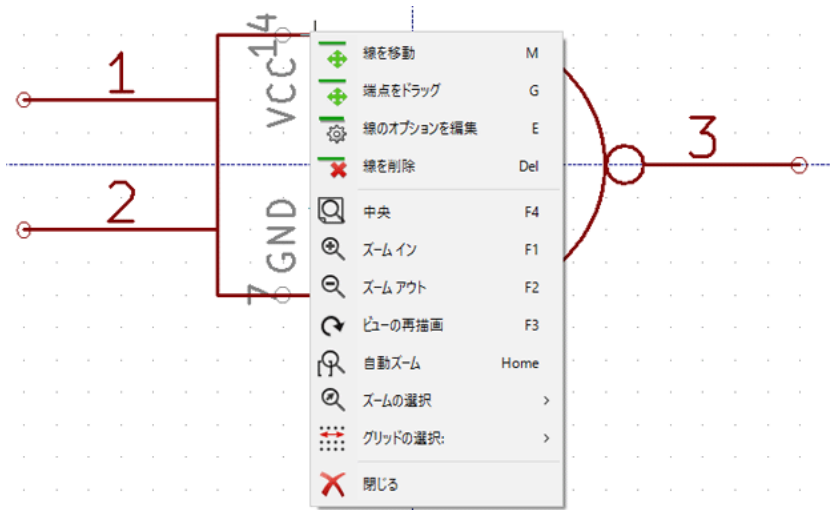 1
2
3
14
VCC
GND
7
線を移動 M
端点をドラッグ G
線のオプションを編集 E
線を削除 Del
中央 F4
ズーム イン F1
ズーム アウト F2
ビューの再描画 F3
自動ズーム Home
ズームの選択
グリッドの選択:
閉じる